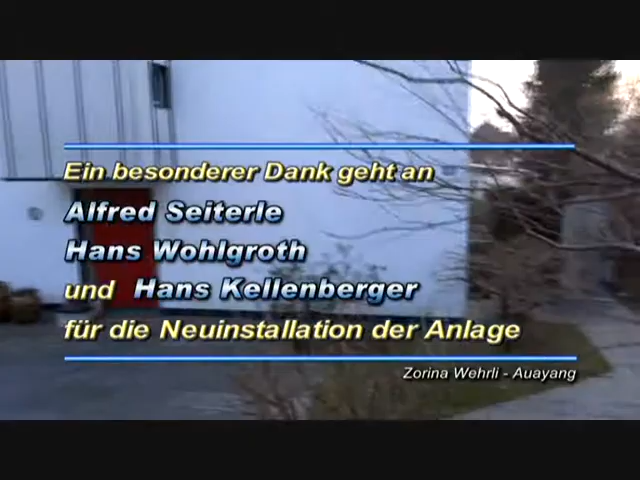 Ein besonderer Dank geht an
Alfred Seiterle
Hans Wohlgroth
und Hans Kellenberger
für die Neuinstallation der Anlage
Zorina Wehrli - Auayang